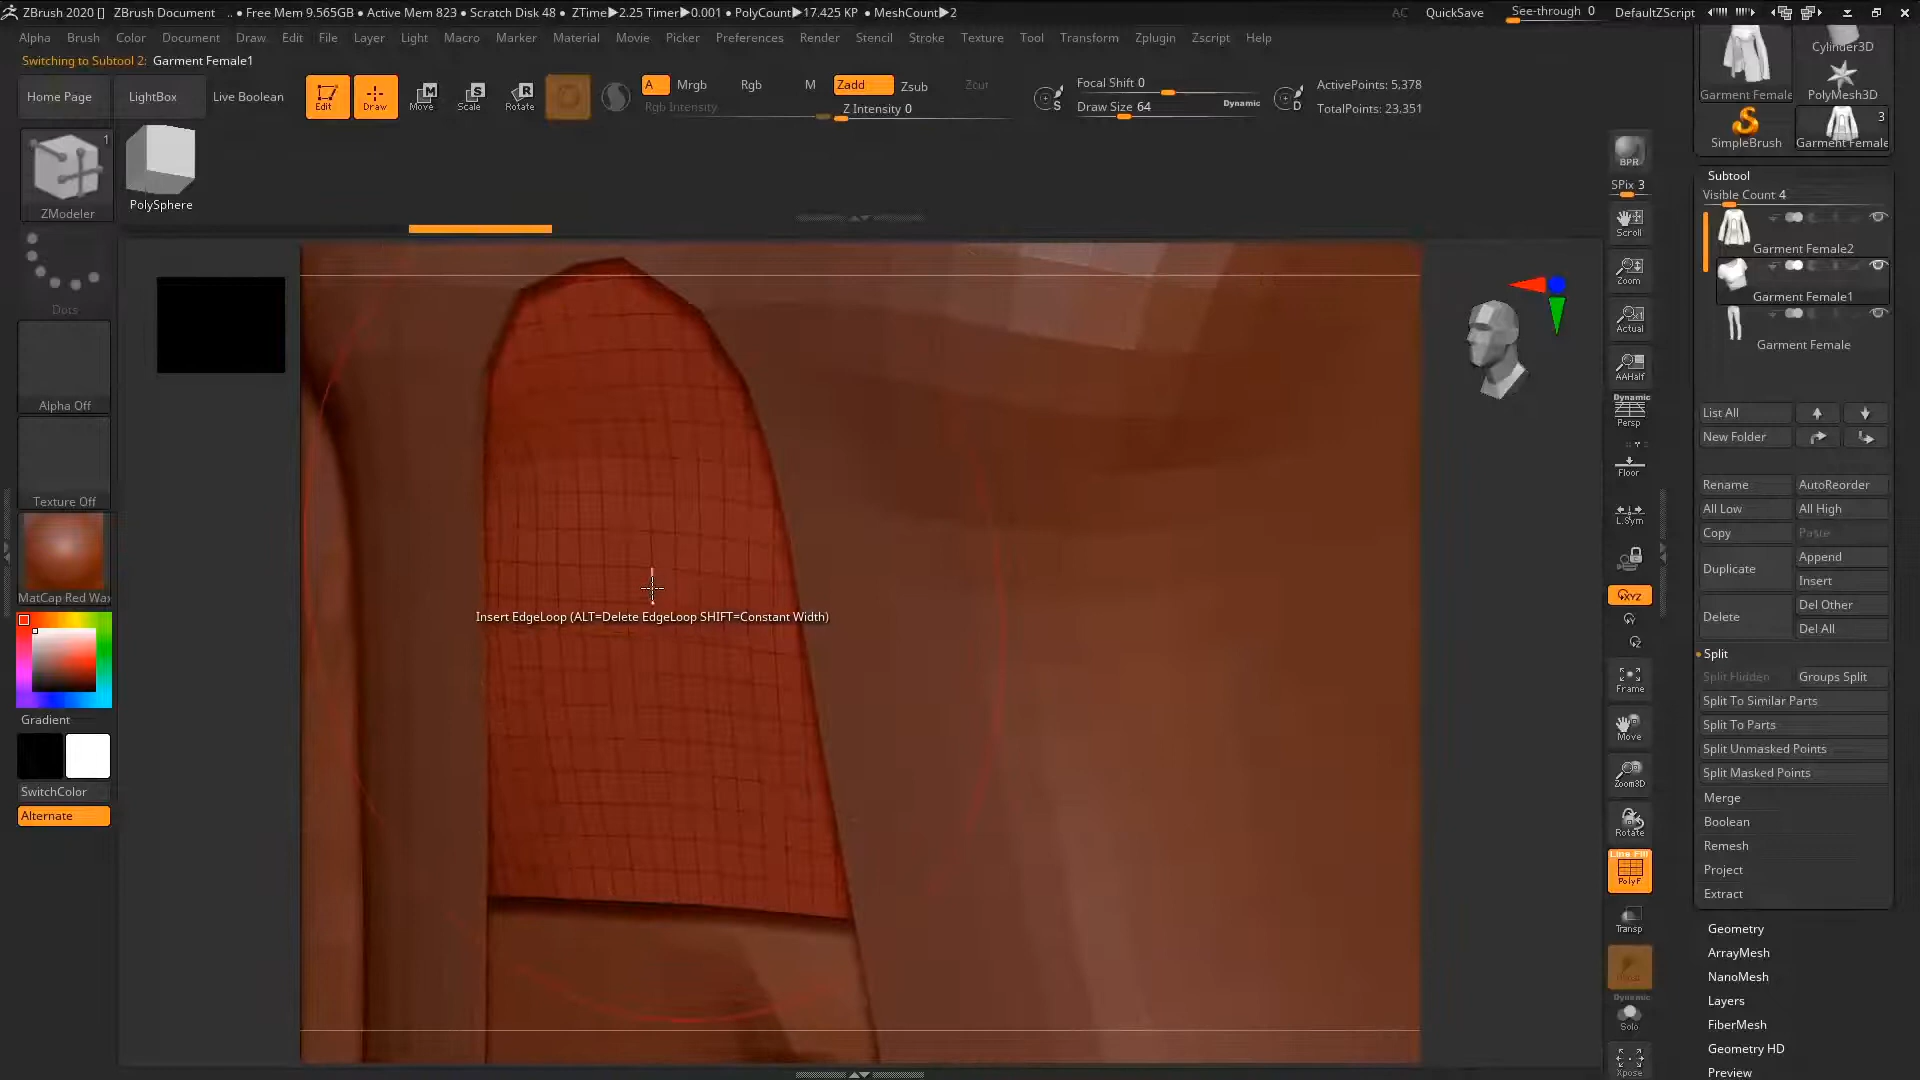 ZBrush 2020 [] ZBrush Document .. • Free Mem 9.565GB • Active Mem 823 • Scratch Disk 48 • ZTime▶2.25 Timer▶0.001 • PolyCount▶17.425 KP • MeshCount▶2
AC QuickSave See-through 0 DefaultZScript
Alpha Brush Color Document Draw Edit File Layer Light Macro Marker Material Movie Picker Preferences Render Stencil Stroke Texture Tool Transform Zplugin Zscript Help
Switching to Subtool 2: Garment Female1
Home Page LightBox Live Boolean
Edit Draw Move Scale Rotate
A Mrgb Rgb M Zadd Zsub Zcut
Rgb Intensity Z Intensity 0
Focal Shift 0
Draw Size 64 Dynamic
ActivePoints: 5,378
TotalPoints: 23,351
1
ZModeler
PolySphere
Dots
Alpha Off
Texture Off
MatCap Red Wax
Gradient
SwitchColor
Alternate
Insert EdgeLoop (ALT=Delete EdgeLoop SHIFT=Constant Width)
BPR
SPix 3
Scroll
Zoom
Actual
AAHalf
Dynamic
Persp
Floor
L.Sym
XYZ
Frame
Move
Zoom3D
Rotate
Line Fill
PolyF
Transp
Dynamic
Solo
Xpose
Cylinder3D
Garment Female PolyMesh3D
3
SimpleBrush Garment Female
Subtool
Visible Count 4
Garment Female2
Garment Female1
Garment Female
List All
New Folder
Rename AutoReorder
All Low All High
Copy Paste
Duplicate Append
Insert
Delete Del Other
Del All
Split
Split Hidden Groups Split
Split To Similar Parts
Split To Parts
Split Unmasked Points
Split Masked Points
Merge
Boolean
Remesh
Project
Extract
Geometry
ArrayMesh
NanoMesh
Layers
FiberMesh
Geometry HD
Preview